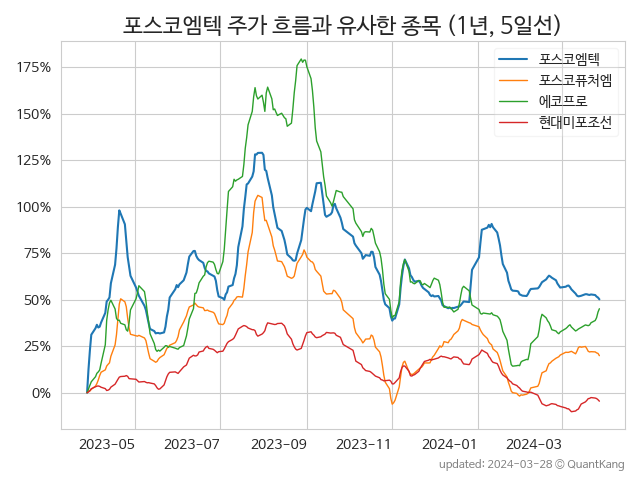 포스코엠텍 주가 흐름과 유사한 종목 (1년, 5일선)
포스코엠텍
포스코퓨처엠
에코프로
현대미포조선
175%
150%
125%
100%
75%
50%
25%
0%
2023-05 2023-07 2023-09 2023-11 2024-01 2024-03
updated: 2024-03-28 © QuantKang